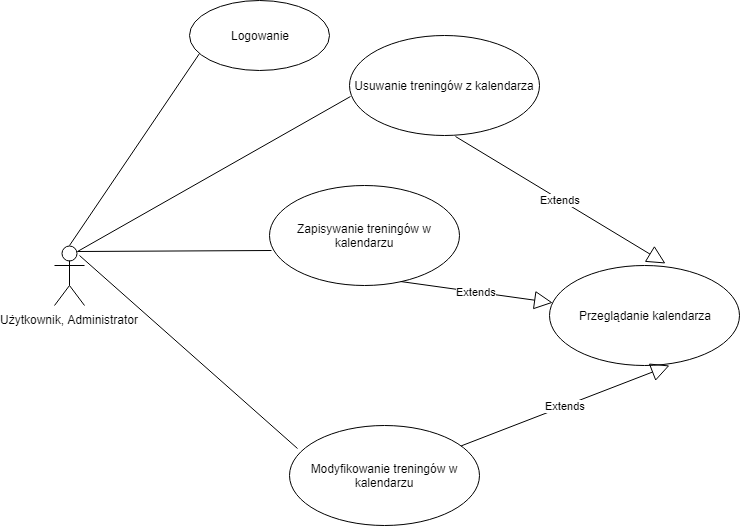 Logowanie
Usuwanie treningów z kalendarza
Extends
Zapisywanie treningów w
kalendarzu
Extends
Użytkownik, Administrator
Przeglądanie kalendarza
Extends
Modyfikowanie treningów w
kalendarzu